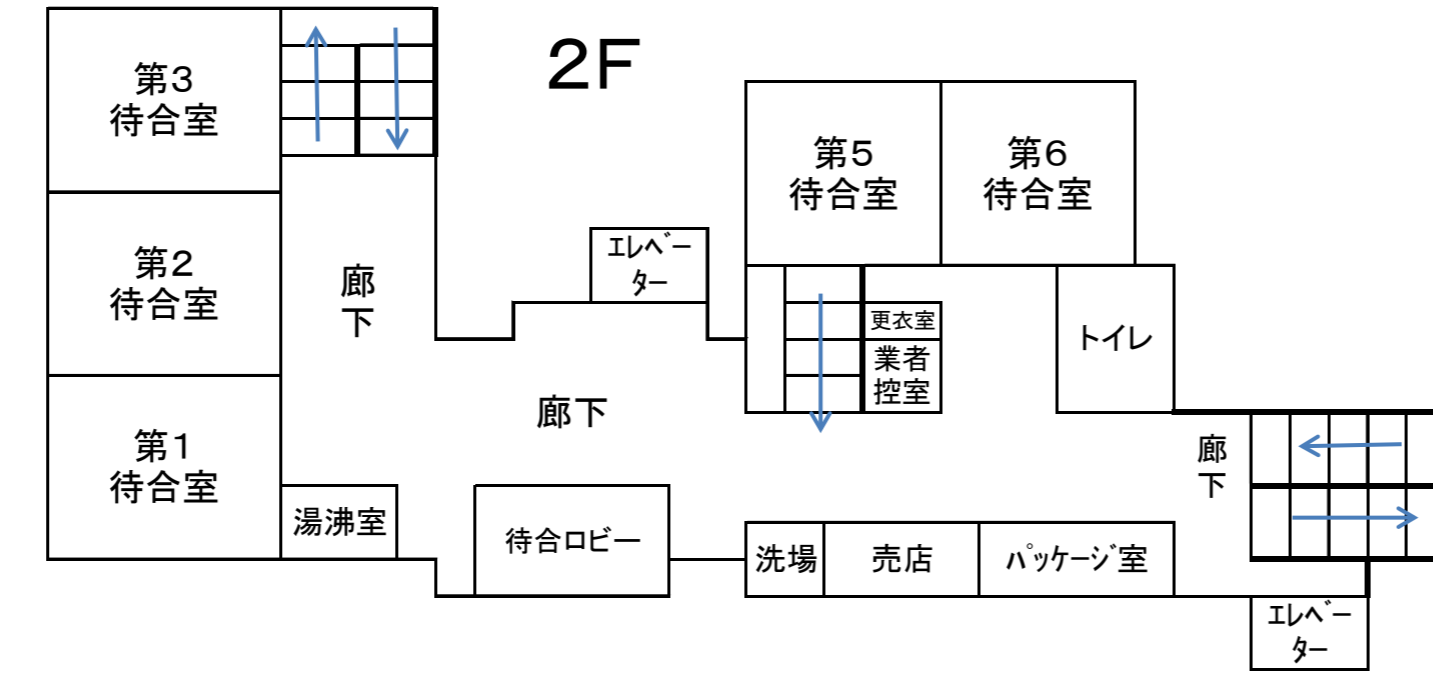 2F
第3
待合室
第2
待合室
第1
待合室
廊
下
湯沸室
廊下
待合ロビー
ｴﾚﾍﾞｰ
ﾀｰ
第5
待合室
第6
待合室
更衣室
業者
控室
トイレ
洗場
売店
ﾊﾟｯｹｰｼﾞ室
廊
下
ｴﾚﾍﾞｰ
ﾀｰ